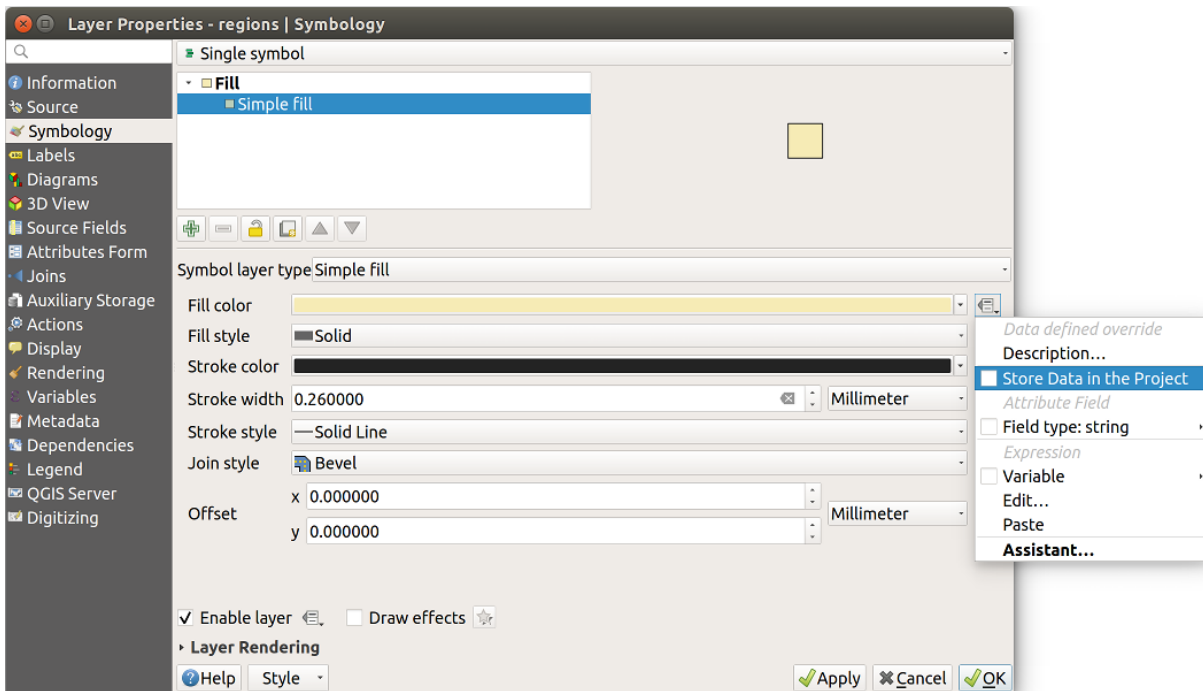 Layer Properties - regions | Symbology
Information
Source
Symbology
Labels
Diagrams
3D View
Source Fields
Attributes Form
Joins
Auxiliary Storage
Actions
Display
Rendering
Variables
Metadata
Dependencies
Legend
QGIS Server
Digitizing
Single symbol
Fill
Simple fill
Symbol layer type Simple fill
Fill color
Fill style Solid
Stroke color
Stroke width 0.260000 Millimeter
Stroke style Solid Line
Join style Bevel
Offset x 0.000000 Millimeter
y 0.000000
Enable layer Draw effects
Layer Rendering
Help Style Apply Cancel OK
Data defined override
Description...
Store Data in the Project
Attribute Field
Field type: string
Expression
Variable
Edit...
Paste
Assistant...